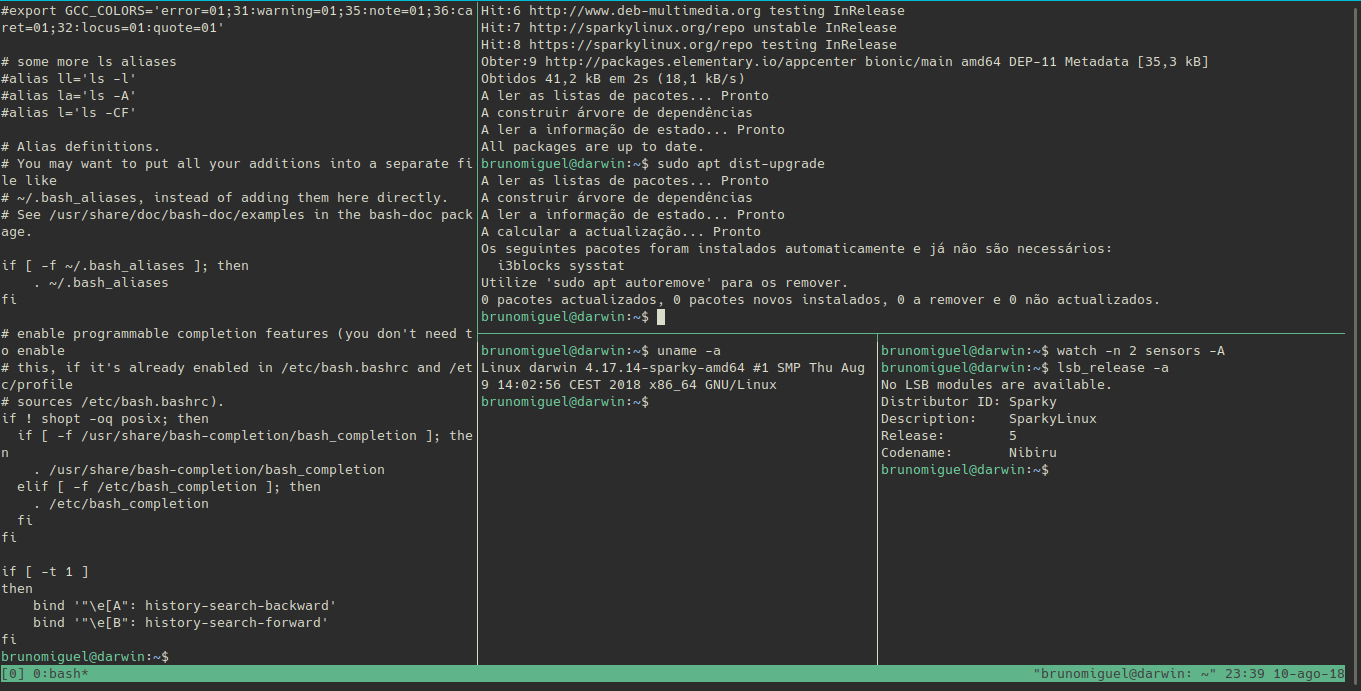 #export GCC_COLORS='error=01;31:warning=01;35:note=01;36:ca
ret=01;32:locus=01:quote=01'
# some more ls aliases
#alias ll='ls -l'
#alias la='ls -A'
#alias l='ls -CF'
# Alias definitions.
# You may want to put all your additions into a separate fi
le like
# ~/.bash_aliases, instead of adding them here directly.
# See /usr/share/doc/bash-doc/examples in the bash-doc pack
age.
if [ -f ~/.bash_aliases ]; then
    . ~/.bash_aliases
fi
# enable programmable completion features (you don't need t
o enable
# this, if it's already enabled in /etc/bash.bashrc and /et
c/profile
# sources /etc/bash.bashrc).
if ! shopt -oq posix; then
  if [ -f /usr/share/bash-completion/bash_completion ]; the
n
    . /usr/share/bash-completion/bash_completion
  elif [ -f /etc/bash_completion ]; then
    . /etc/bash_completion
  fi
fi
if [ -t 1 ]
then
    bind '"\e[A": history-search-backward'
    bind '"\e[B": history-search-forward'
fi
brunomiguel@darwin:~$
Hit:6 http://www.deb-multimedia.org testing InRelease
Hit:7 http://sparkylinux.org/repo unstable InRelease
Hit:8 https://sparkylinux.org/repo testing InRelease
Obter:9 http://packages.elementary.io/appcenter bionic/main amd64 DEP-11 Metadata [35,3 kB]
Obtidos 41,2 kB em 2s (18,1 kB/s)
A ler as listas de pacotes... Pronto
A construir árvore de dependências
A ler a informação de estado... Pronto
All packages are up to date.
brunomiguel@darwin:~$ sudo apt dist-upgrade
A ler as listas de pacotes... Pronto
A construir árvore de dependências
A ler a informação de estado... Pronto
A calcular a actualização... Pronto
Os seguintes pacotes foram instalados automaticamente e já não são necessários:
  i3blocks sysstat
Utilize 'sudo apt autoremove' para os remover.
0 pacotes actualizados, 0 pacotes novos instalados, 0 a remover e 0 não actualizados.
brunomiguel@darwin:~$
brunomiguel@darwin:~$ uname -a
Linux darwin 4.17.14-sparky-amd64 #1 SMP Thu Aug
9 14:02:56 CEST 2018 x86_64 GNU/Linux
brunomiguel@darwin:~$
brunomiguel@darwin:~$ watch -n 2 sensors -A
brunomiguel@darwin:~$ lsb_release -a
No LSB modules are available.
Distributor ID: Sparky
Description:    SparkyLinux
Release:        5
Codename:       Nibiru
brunomiguel@darwin:~$
[0] 0:bash* "brunomiguel@darwin: ~" 23:39 10-ago-18